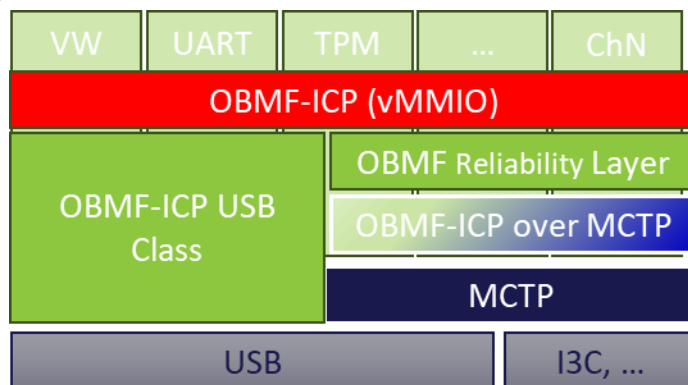 VW UART TPM ... ChN
OBMF-ICP (vMMIO)
OBMF Reliability Layer
OBMF-ICP USB
Class
OBMF-ICP over MCTP
MCTP
USB I3C, ...